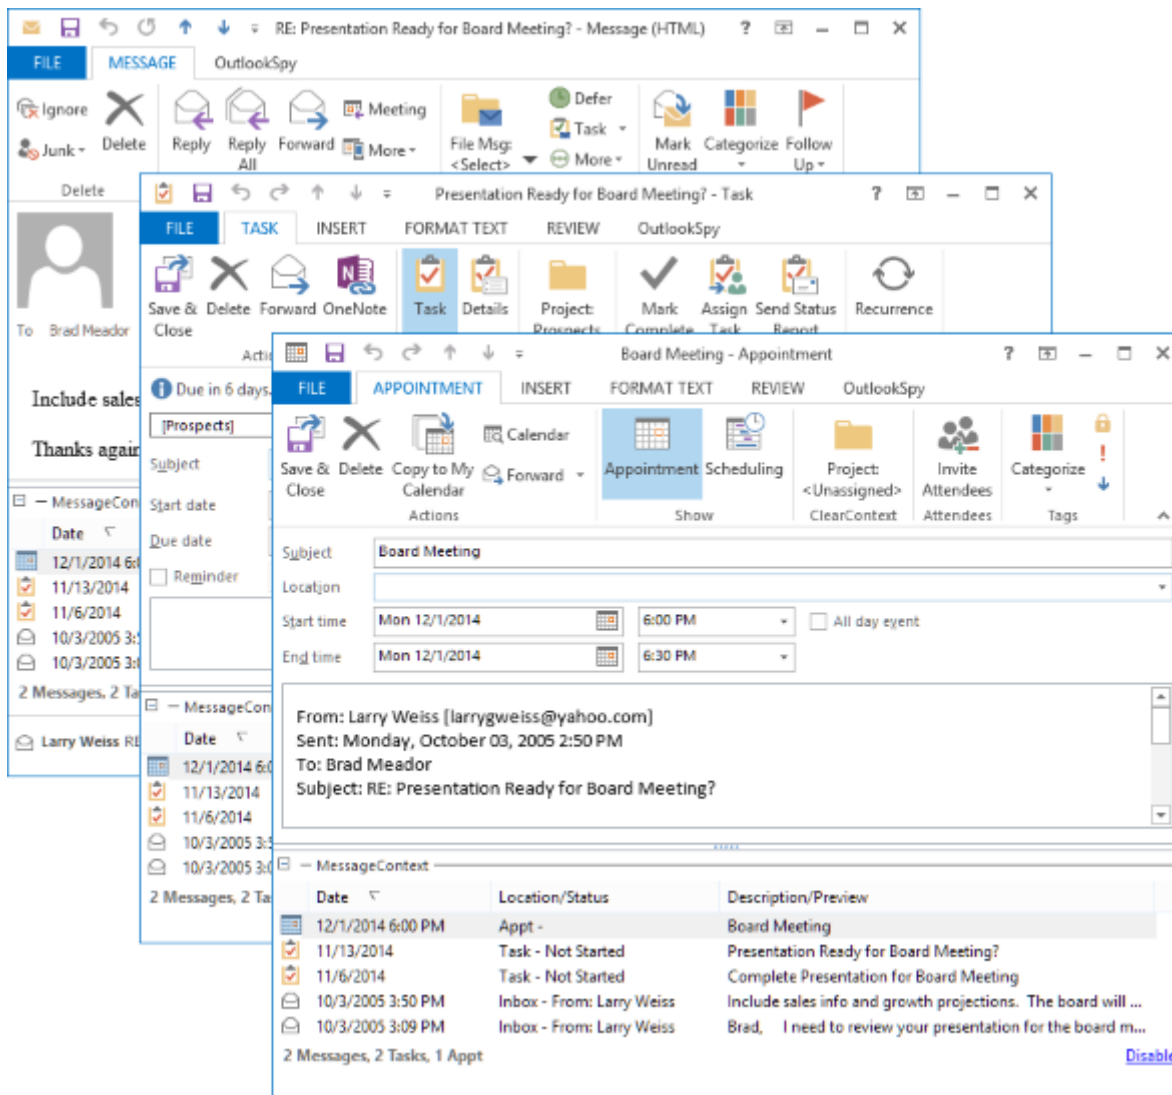 RE: Presentation Ready for Board Meeting? - Message (HTML) ?
FILE MESSAGE OutlookSpy
Ignore
Junk
Delete
Reply
Reply All
Forward
Meeting
More
File Msg: <Select>
Defer
Task
More
Mark Unread
Categorize
Follow Up
Delete
To Brad Meador
Include sales
Thanks again
MessageCon
Date
12/1/2014 6:
11/13/2014
11/6/2014
10/3/2005 3:
10/3/2005 3:
2 Messages, 2 Ta
Larry Weiss RE
Presentation Ready for Board Meeting? - Task ?
FILE TASK INSERT FORMAT TEXT REVIEW OutlookSpy
Save & Close
Delete
Forward
OneNote
Task
Details
Project: Prospects
Mark Complete
Assign Task
Send Status Report
Recurrence
Actio
Due in 6 days.
[Prospects]
Subject
Start date
Due date
Reminder
MessageCon
Date
12/1/2014 6:0
11/13/2014
11/6/2014
10/3/2005 3:5
10/3/2005 3:0
2 Messages, 2 Ta
Board Meeting - Appointment ?
FILE APPOINTMENT INSERT FORMAT TEXT REVIEW OutlookSpy
Save & Close
Delete
Copy to My Calendar
Calendar
Forward
Appointment
Scheduling
Project: <Unassigned>
Invite Attendees
Categorize
Actions Show ClearContext Attendees Tags
Subject Board Meeting
Location
Start time Mon 12/1/2014 6:00 PM All day event
End time Mon 12/1/2014 6:30 PM
From: Larry Weiss [larrygweiss@yahoo.com]
Sent: Monday, October 03, 2005 2:50 PM
To: Brad Meador
Subject: RE: Presentation Ready for Board Meeting?
MessageContext
Date Location/Status Description/Preview
12/1/2014 6:00 PM Appt - Board Meeting
11/13/2014 Task - Not Started Presentation Ready for Board Meeting?
11/6/2014 Task - Not Started Complete Presentation for Board Meeting
10/3/2005 3:50 PM Inbox - From: Larry Weiss Include sales info and growth projections. The board will ...
10/3/2005 3:09 PM Inbox - From: Larry Weiss Brad, I need to review your presentation for the board m...
2 Messages, 2 Tasks, 1 Appt Disable